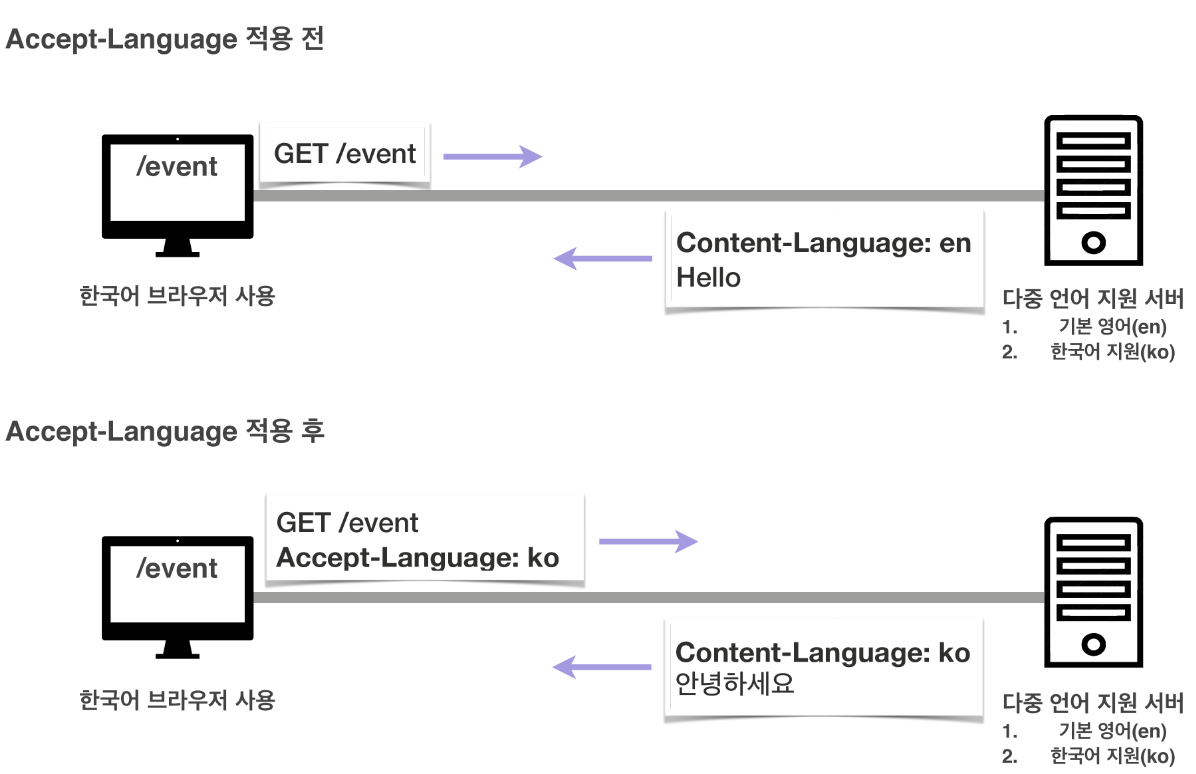 Accept-Language 적용 전
/event
GET /event
Content-Language: en
Hello
한국어 브라우저 사용
다중 언어 지원 서버
1. 기본 영어(en)
2. 한국어 지원(ko)
Accept-Language 적용 후
/event
GET /event
Accept-Language: ko
Content-Language: ko
안녕하세요
한국어 브라우저 사용
다중 언어 지원 서버
1. 기본 영어(en)
2. 한국어 지원(ko)